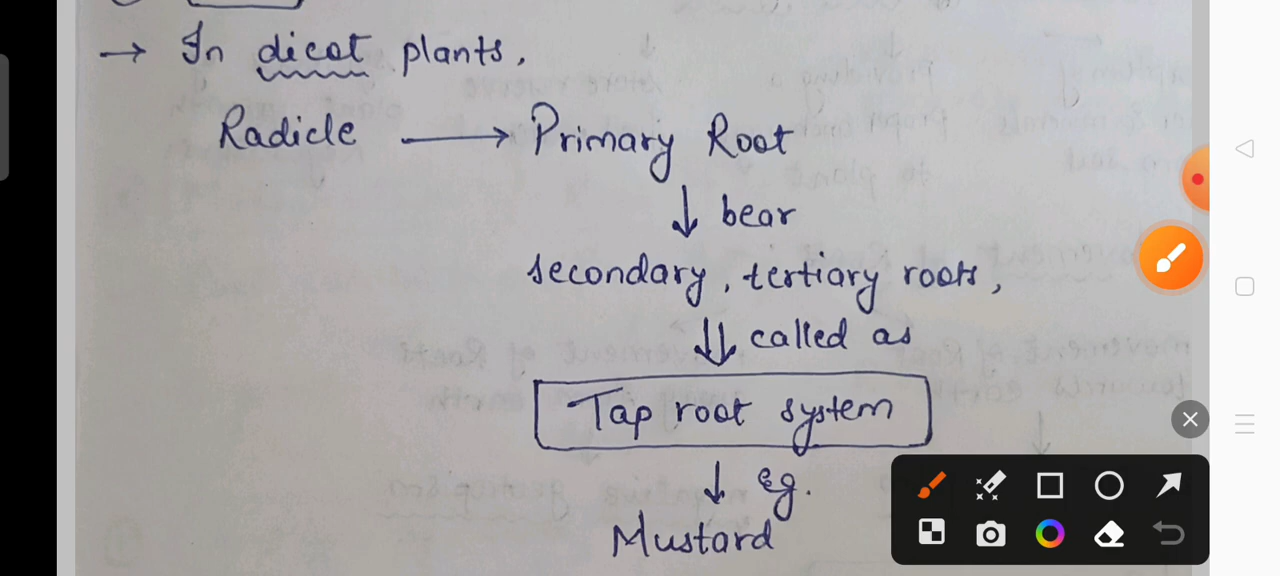 → In dicot plants,
Radicle → Primary Root
↓ bear
secondary, tertiary roots,
⇓ called as
Tap root system
↓ eg.
Mustard